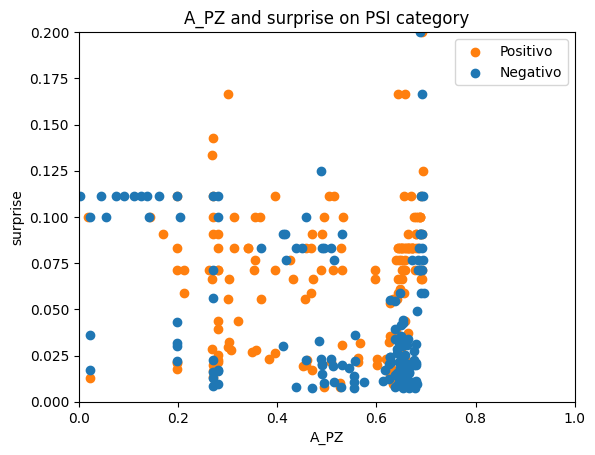 A_PZ and surprise on PSI category
Positivo
Negativo
surprise
0.200
0.175
0.150
0.125
0.100
0.075
0.050
0.025
0.000
0.0 0.2 0.4 0.6 0.8 1.0
A_PZ